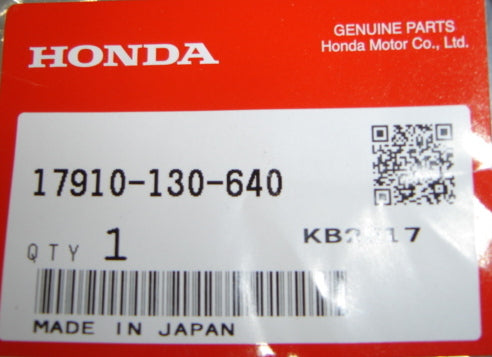 HONDA
GENUINE PARTS
Honda Motor Co., Ltd.
17910-130-640
QTY 1
MADE IN JAPAN